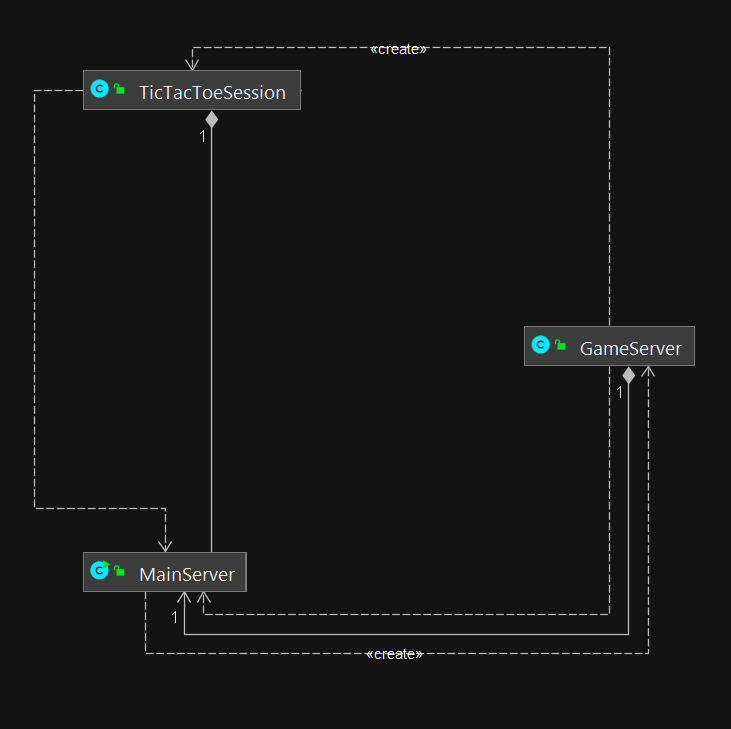 «create»
C TicTacToeSession
1
C GameServer
1
C MainServer
1
«create»